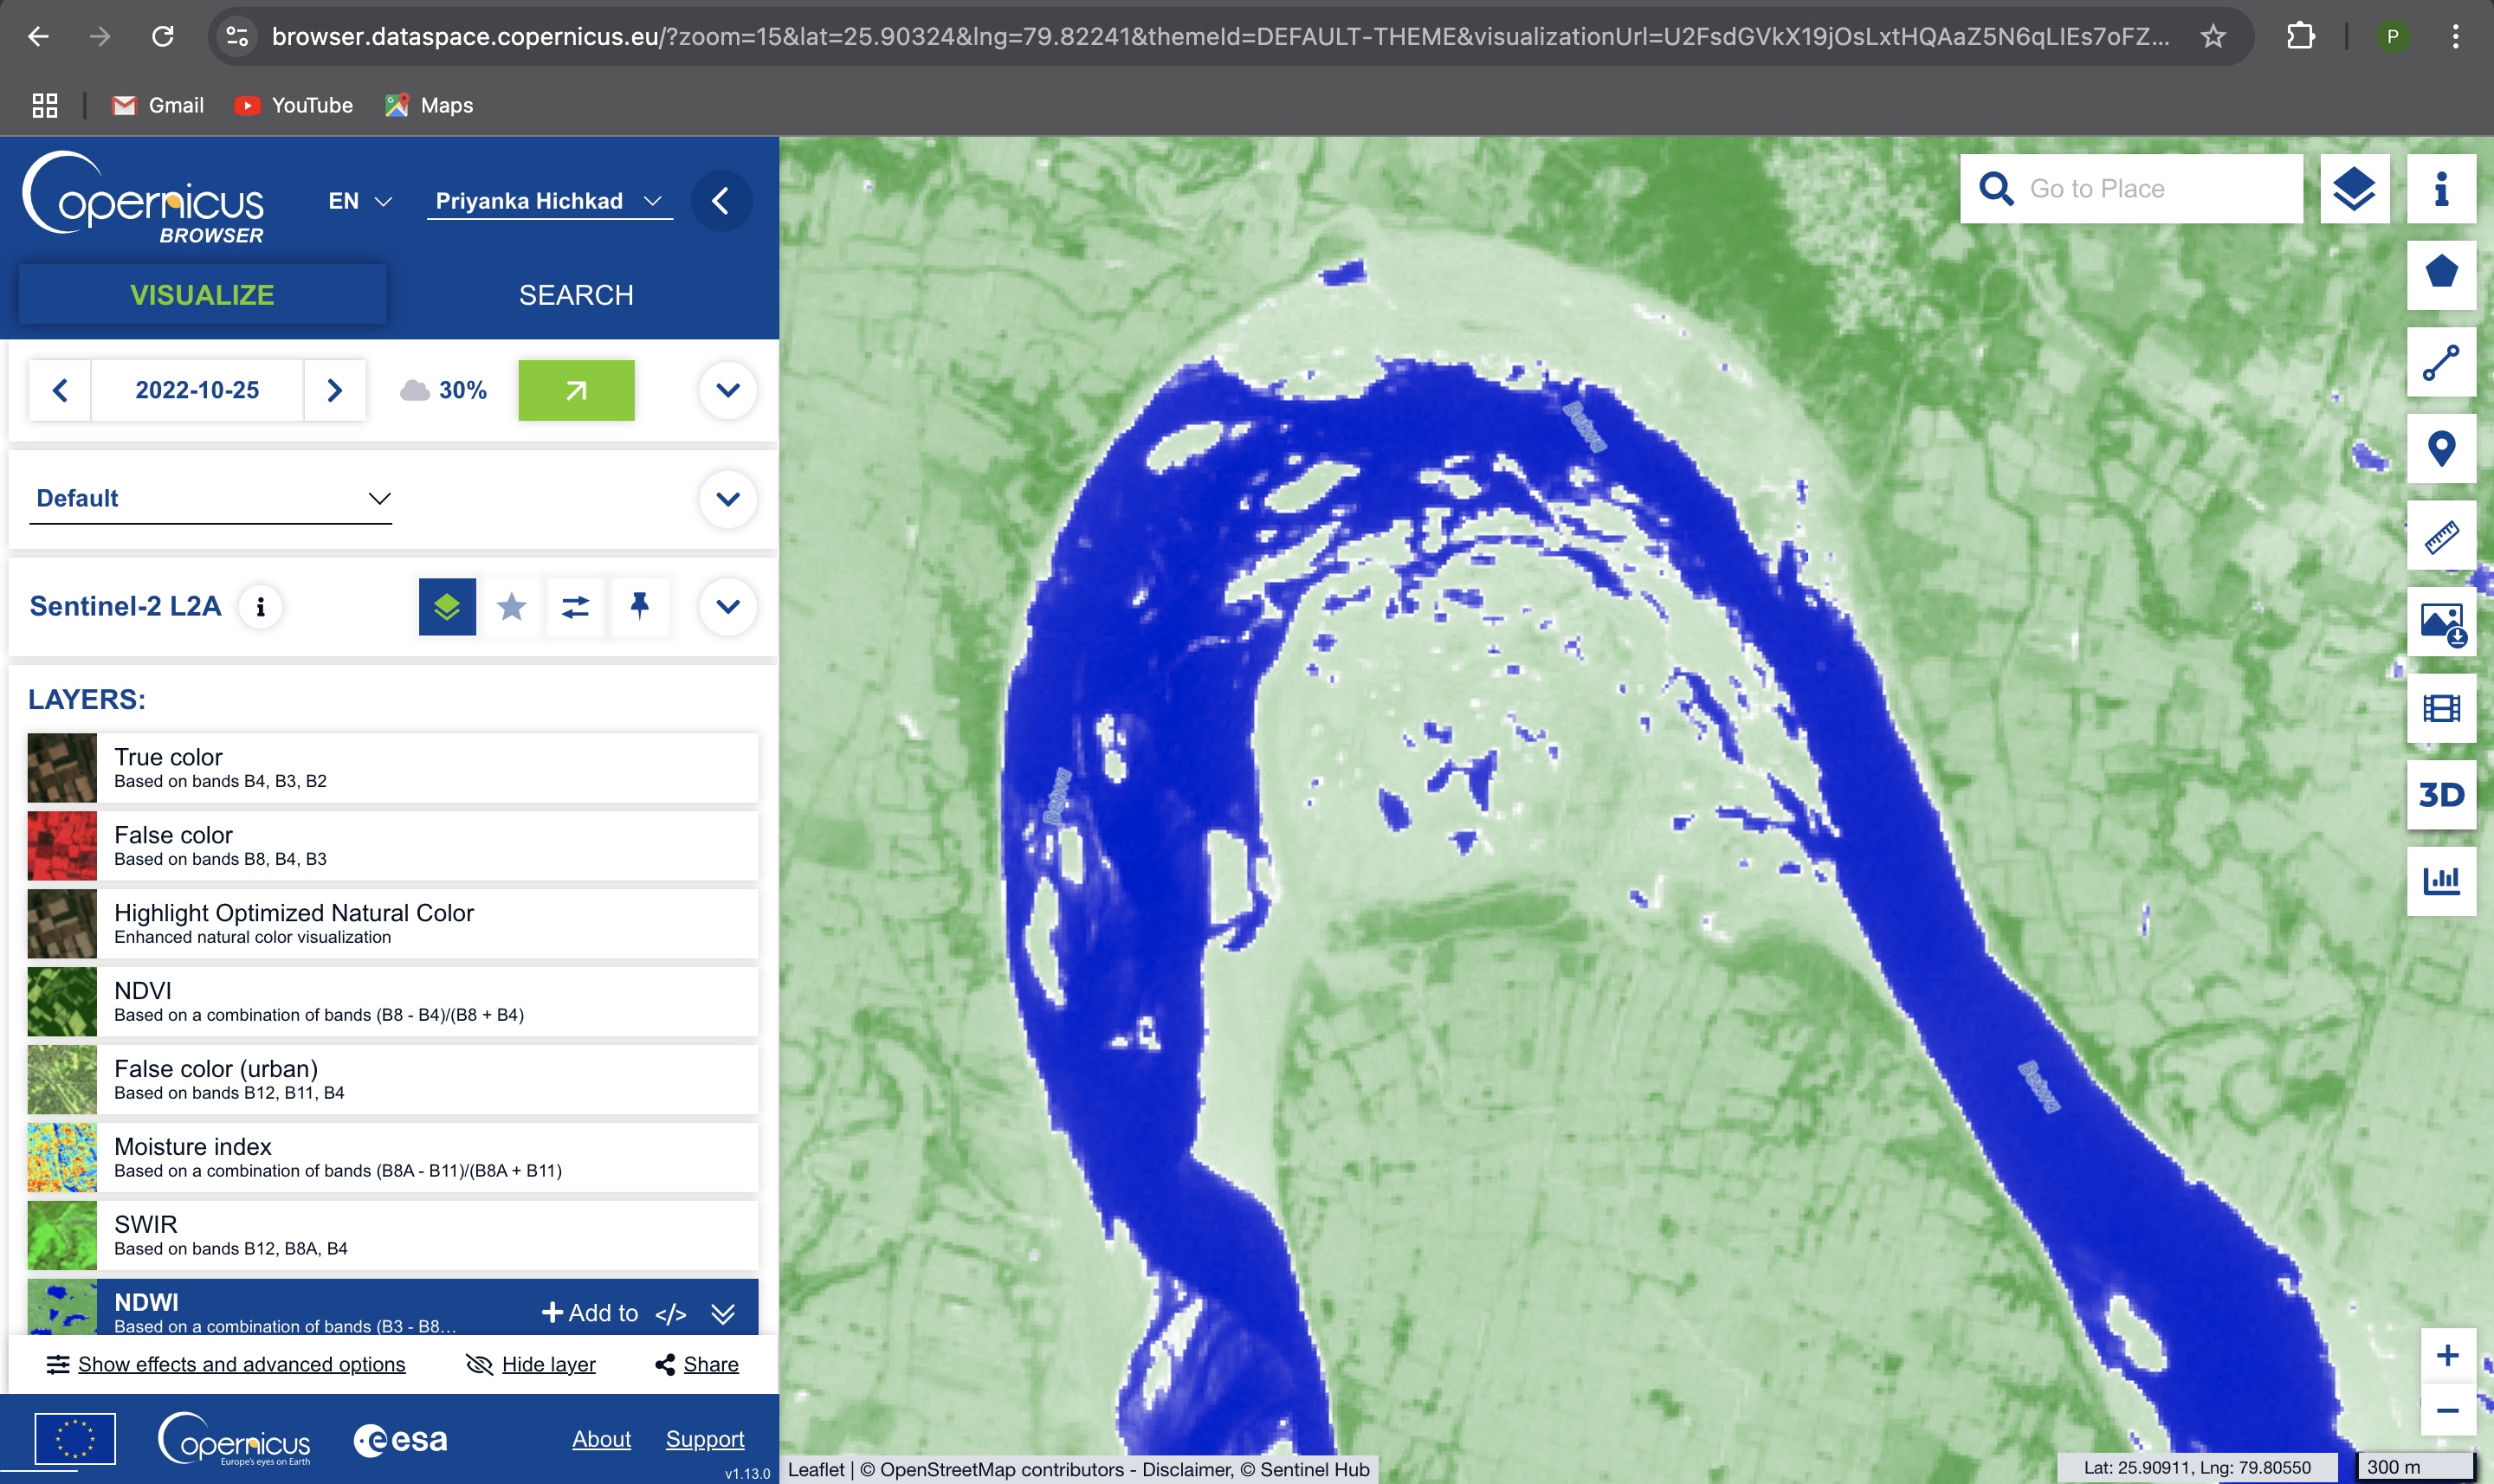 browser.dataspace.copernicus.eu/?zoom=15&lat=25.90324&lng=79.82241&themeId=DEFAULT-THEME&visualizationUrl=U2FsdGVkX19jOsLxtHQAaZ5N6qLIEs7oFZ...
P
Gmail YouTube Maps
Copernicus
BROWSER
EN Priyanka Hichkad
VISUALIZE SEARCH
Go to Place
2022-10-25 30%
Default
Sentinel-2 L2A
LAYERS:
True color
Based on bands B4, B3, B2
False color
Based on bands B8, B4, B3
Highlight Optimized Natural Color
Enhanced natural color visualization
NDVI
Based on a combination of bands (B8 - B4)/(B8 + B4)
False color (urban)
Based on bands B12, B11, B4
Moisture index
Based on a combination of bands (B8A - B11)/(B8A + B11)
SWIR
Based on bands B12, B8A, B4
NDWI
Based on a combination of bands (B3 - B8...
Add to </>
Show effects and advanced options Hide layer Share
Copernicus
Europe's eyes on Earth
esa
About Support
v1.13.0
Betwa
Betwa
Betwa
3D
+
−
Leaflet | © OpenStreetMap contributors - Disclaimer, © Sentinel Hub
Lat: 25.90911, Lng: 79.80550
300 m